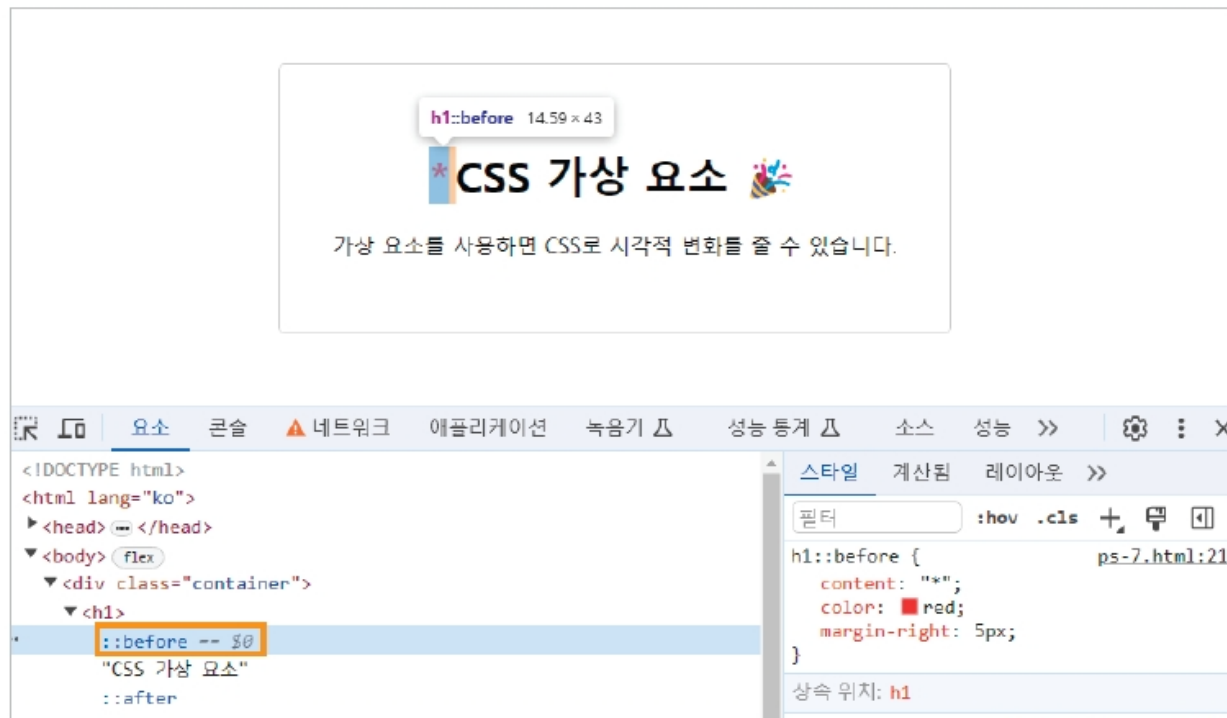 h1::before 14.59 × 43
*CSS 가상 요소 🎉
가상 요소를 사용하면 CSS로 시각적 변화를 줄 수 있습니다.
요소 콘솔 네트워크 애플리케이션 녹음기 성능 통계 소스 성능
<!DOCTYPE html>
<html lang="ko">
<head> ⋯ </head>
<body> flex
<div class="container">
<h1>
::before == $0
"CSS 가상 요소"
::after
스타일 계산됨 레이아웃
필터 :hov .cls
h1::before { ps-7.html:21
content: "*";
color: red;
margin-right: 5px;
}
상속 위치: h1